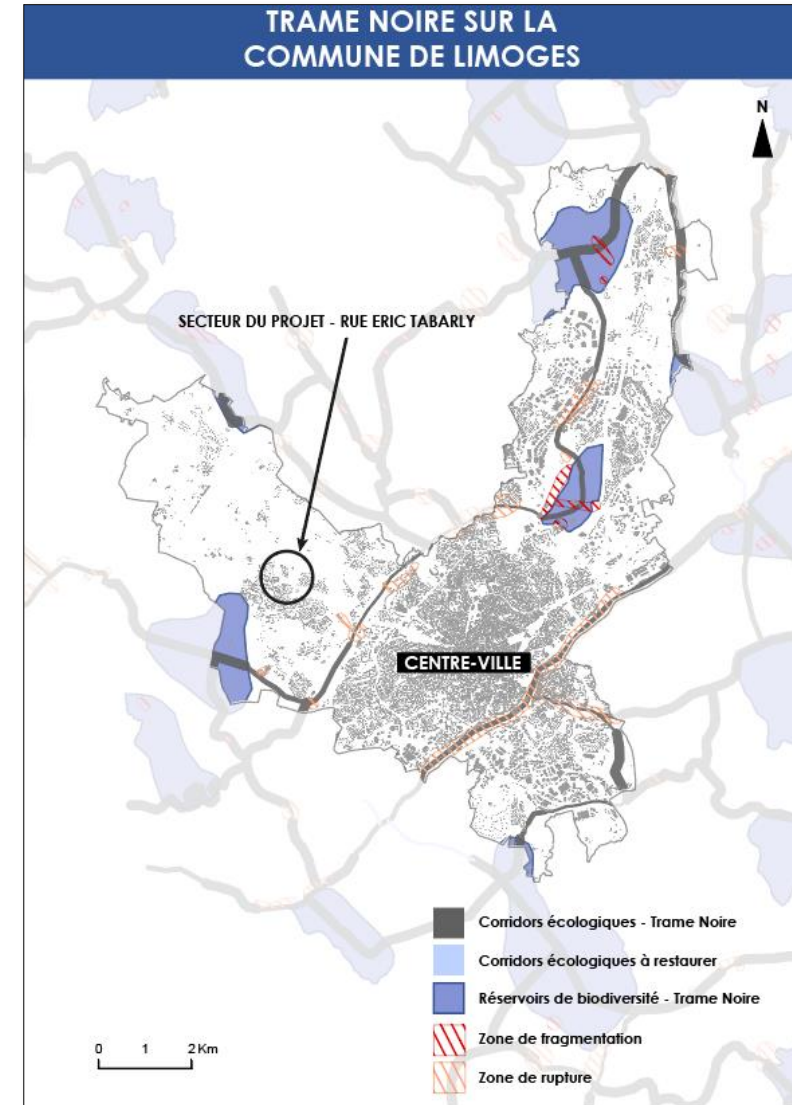 TRAME NOIRE SUR LA
COMMUNE DE LIMOGES
N
SECTEUR DU PROJET - RUE ERIC TABARLY
CENTRE-VILLE
Corridors écologiques - Trame Noire
Corridors écologiques à restaurer
Réservoirs de biodiversité - Trame Noire
Zone de fragmentation
Zone de rupture
0 1 2 Km